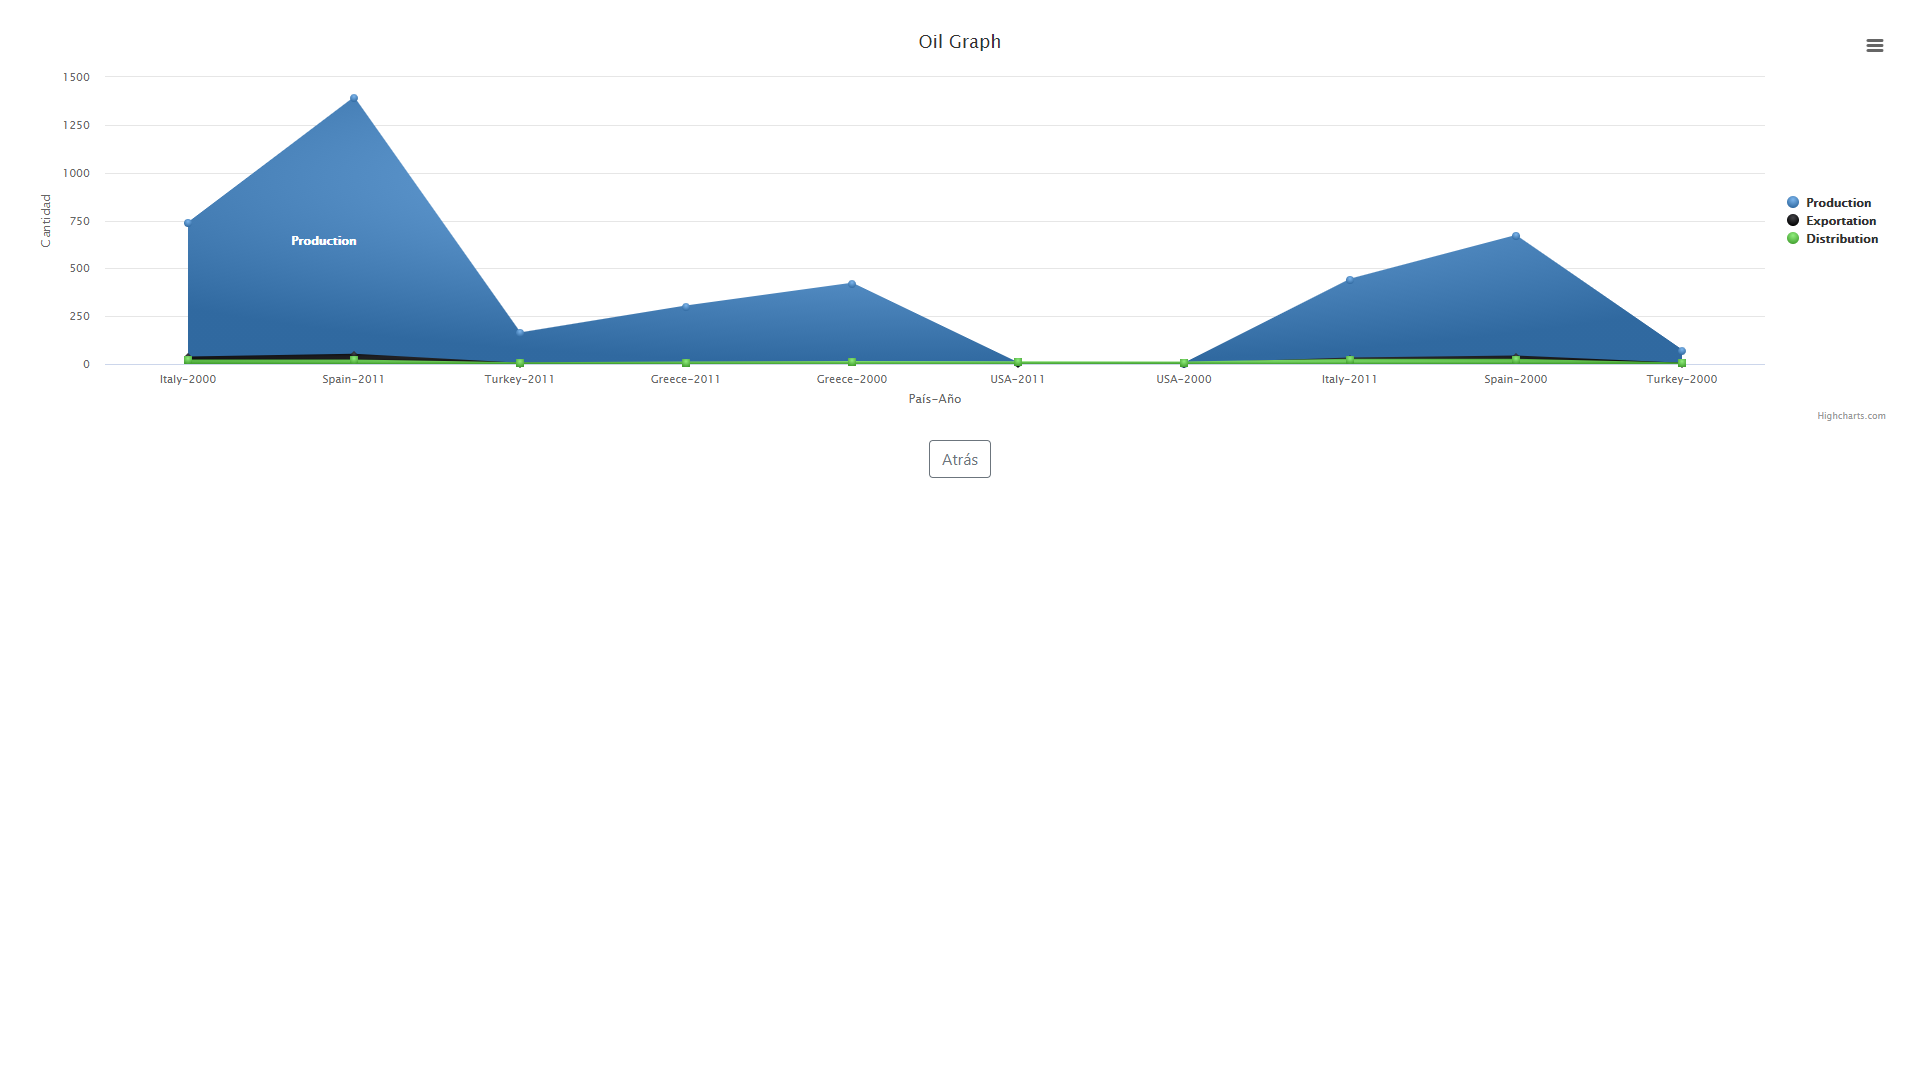 Oil Graph
1500
1250
1000
750
500
250
0
Cantidad
Production
Italy-2000
Spain-2011
Turkey-2011
Greece-2011
Greece-2000
USA-2011
USA-2000
Italy-2011
Spain-2000
Turkey-2000
País-Año
Production
Exportation
Distribution
Highcharts.com
Atrás